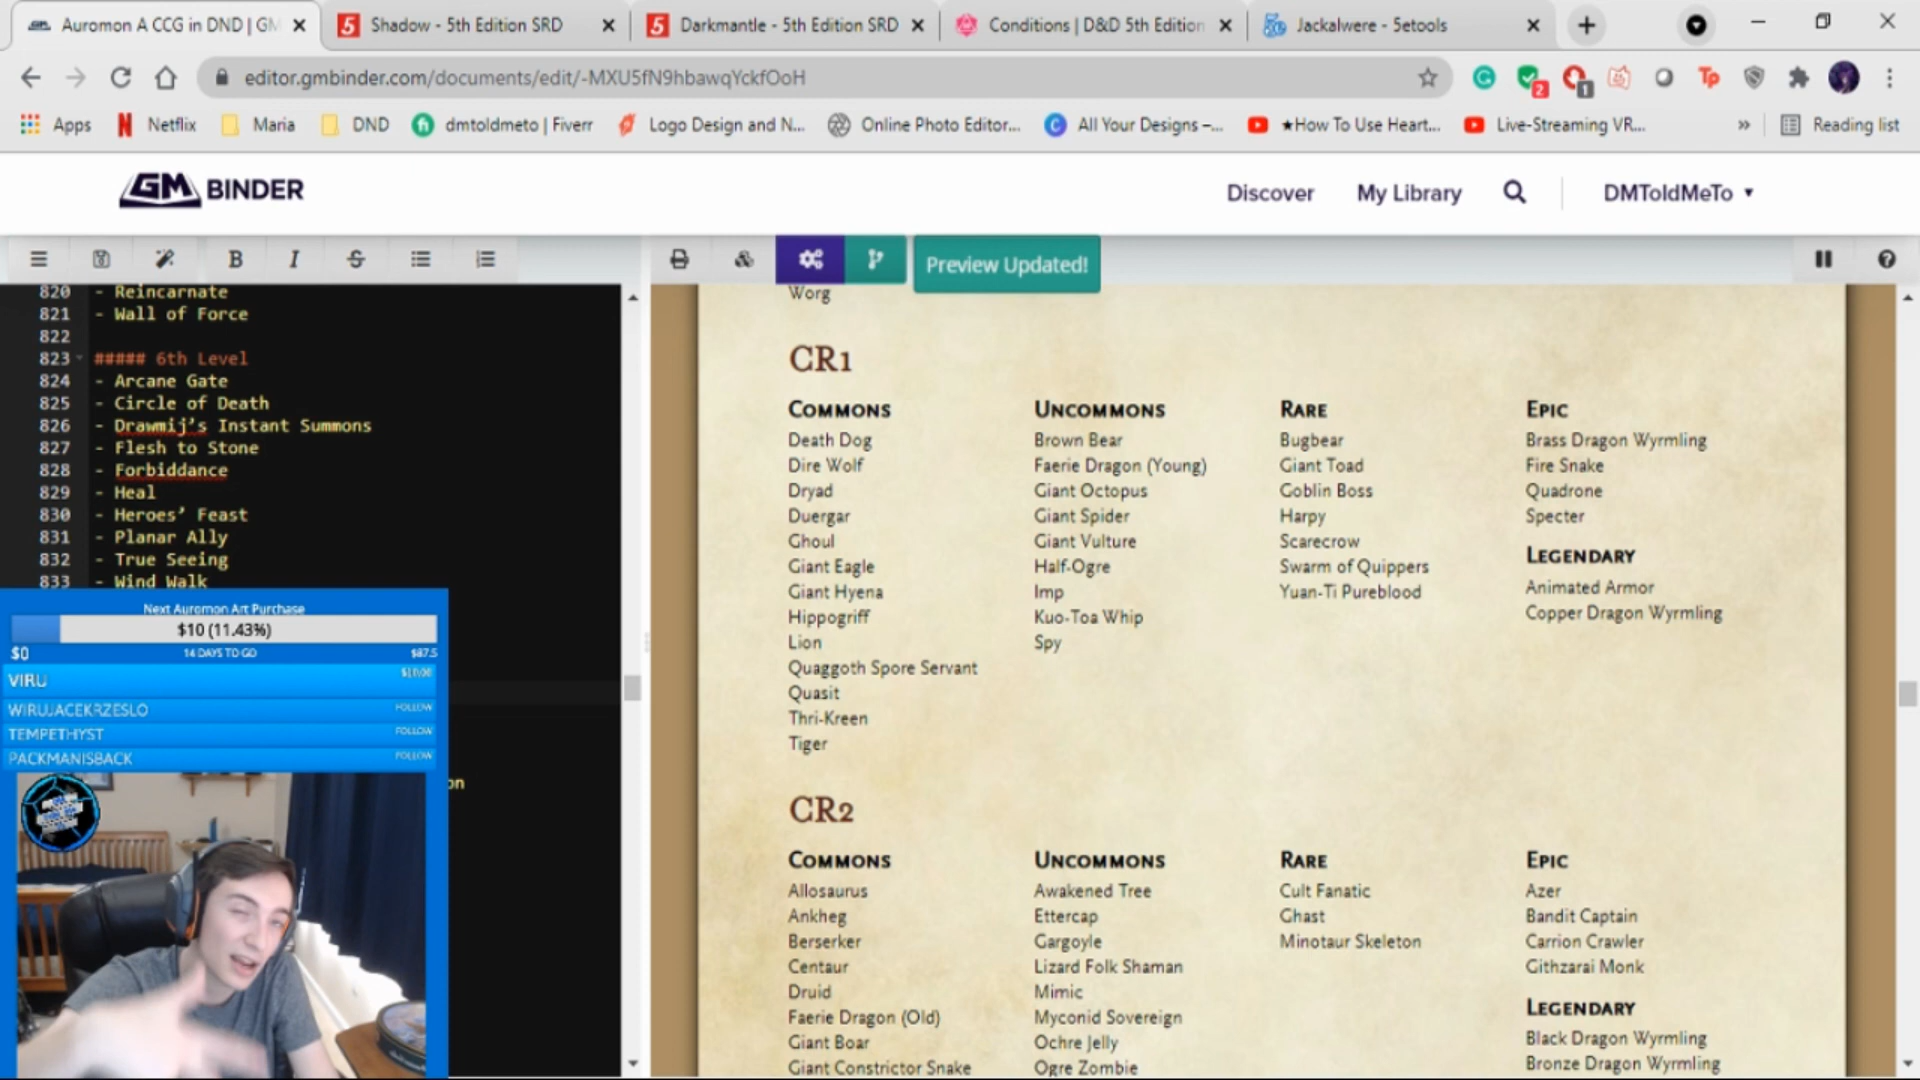 Auromon A CCG in DND | GM
Shadow - 5th Edition SRD
Darkmantle - 5th Edition SRD
Conditions | D&D 5th Edition
Jackalwere - 5etools
editor.gmbinder.com/documents/edit/-MXU5fN9hbawqYckfOoH
2
1
Tp
Apps
Netflix
Maria
DND
dmtoldmeto | Fiverr
Logo Design and N...
Online Photo Editor...
All Your Designs –...
★How To Use Heart...
Live-Streaming VR...
»
Reading list
GM BINDER
Discover
My Library
DMToldMeTo
Preview Updated!
820 - Reincarnate
821 - Wall of Force
822
823 ##### 6th Level
824 - Arcane Gate
825 - Circle of Death
826 - Drawmij's Instant Summons
827 - Flesh to Stone
828 - Forbiddance
829 - Heal
830 - Heroes' Feast
831 - Planar Ally
832 - True Seeing
833 - Wind Walk
on
Next Auromon Art Purchase
$10 (11.43%)
$0
14 DAYS TO GO
$87.5
VIRU
$10.00
WIRUJACEKRZESLO FOLLOW
TEMPETHYST FOLLOW
PACKMANISBACK FOLLOW
Worg
CR1
Commons
Death Dog
Dire Wolf
Dryad
Duergar
Ghoul
Giant Eagle
Giant Hyena
Hippogriff
Lion
Quaggoth Spore Servant
Quasit
Thri-Kreen
Tiger
Uncommons
Brown Bear
Faerie Dragon (Young)
Giant Octopus
Giant Spider
Giant Vulture
Half-Ogre
Imp
Kuo-Toa Whip
Spy
Rare
Bugbear
Giant Toad
Goblin Boss
Harpy
Scarecrow
Swarm of Quippers
Yuan-Ti Pureblood
Epic
Brass Dragon Wyrmling
Fire Snake
Quadrone
Specter
Legendary
Animated Armor
Copper Dragon Wyrmling
CR2
Commons
Allosaurus
Ankheg
Berserker
Centaur
Druid
Faerie Dragon (Old)
Giant Boar
Giant Constrictor Snake
Uncommons
Awakened Tree
Ettercap
Gargoyle
Lizard Folk Shaman
Mimic
Myconid Sovereign
Ochre Jelly
Ogre Zombie
Rare
Cult Fanatic
Ghast
Minotaur Skeleton
Epic
Azer
Bandit Captain
Carrion Crawler
Githzarai Monk
Legendary
Black Dragon Wyrmling
Bronze Dragon Wyrmling